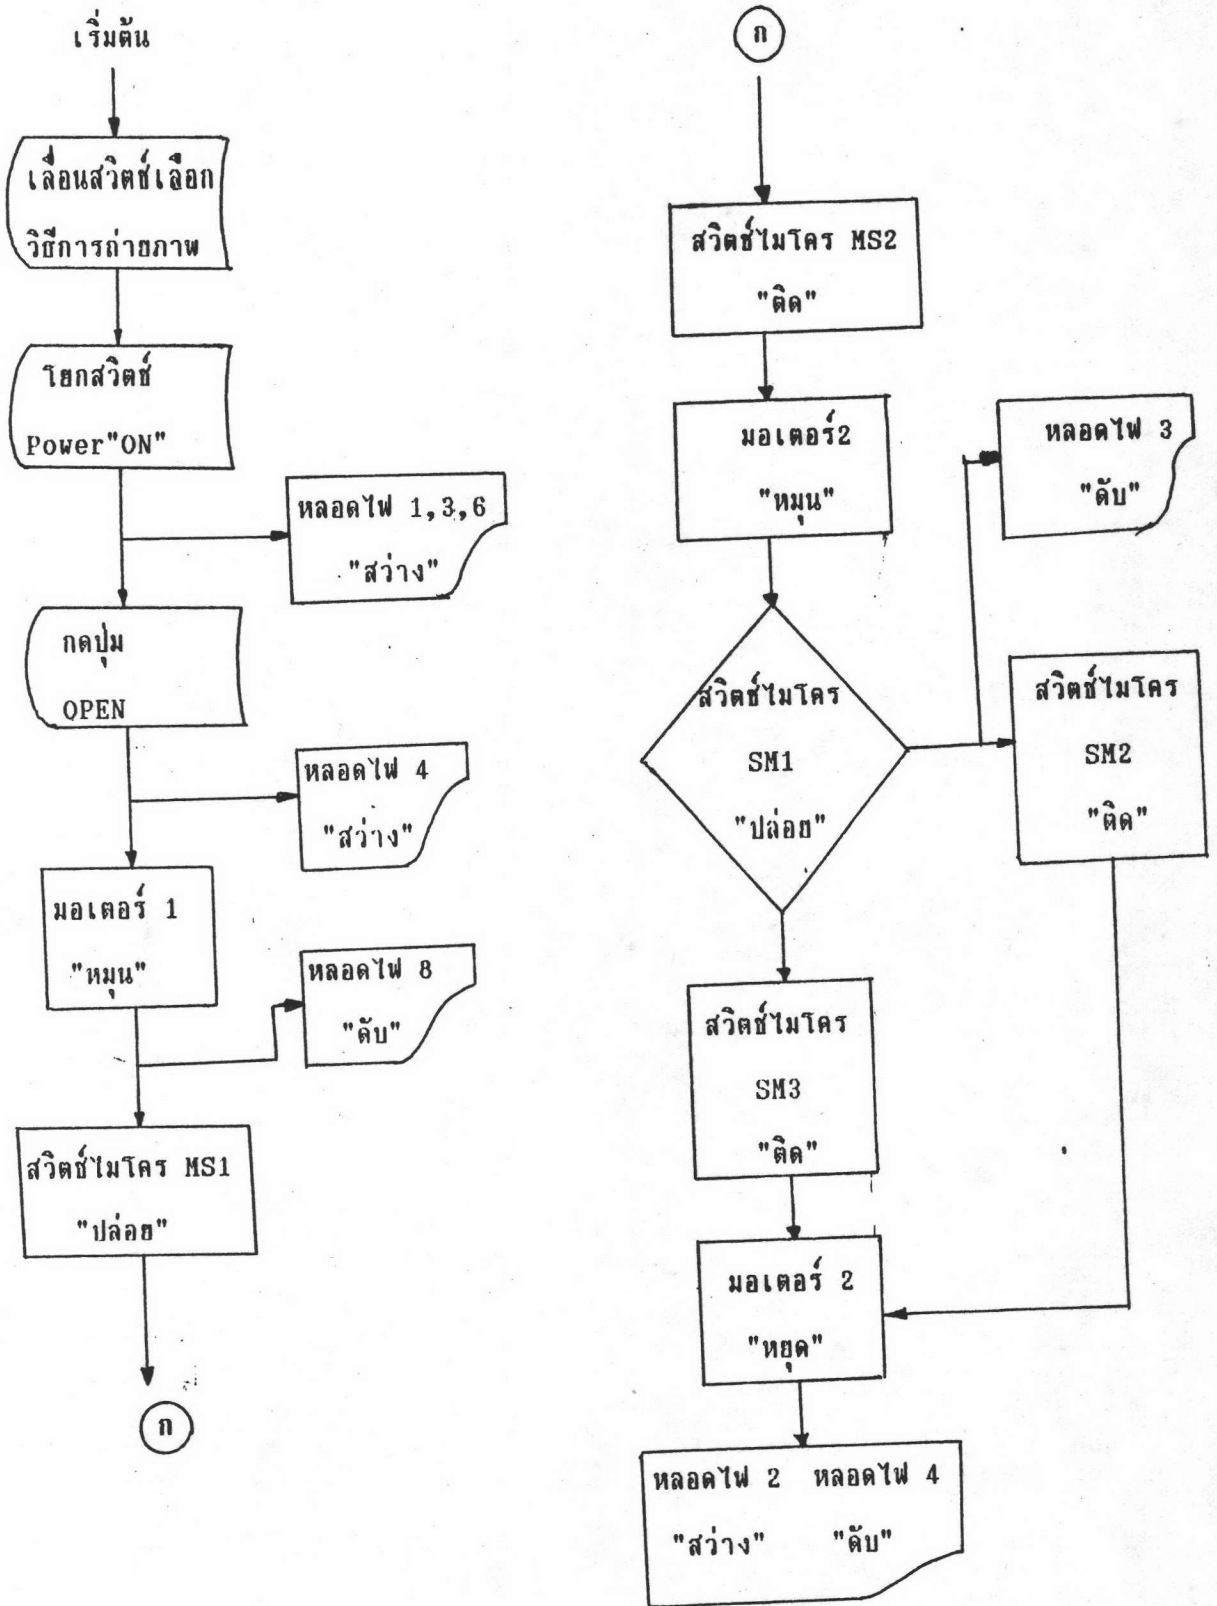 เริ่มต้น
เลื่อนสวิตช์เลือก
วิธีการถ่ายภาพ
โยกสวิตช์
Power"ON"
หลอดไฟ 1,3,6
"สว่าง"
กดปุ่ม
OPEN
หลอดไฟ 4
"สว่าง"
มอเตอร์ 1
"หมุน"
หลอดไฟ 8
"ดับ"
สวิตช์ไมโคร MS1
"ปล่อย"
ก
ก
สวิตช์ไมโคร MS2
"ติด"
มอเตอร์2
"หมุน"
หลอดไฟ 3
"ดับ"
สวิตช์ไมโคร
SM1
"ปล่อย"
สวิตช์ไมโคร
SM2
"ติด"
สวิตช์ไมโคร
SM3
"ติด"
มอเตอร์ 2
"หยุด"
หลอดไฟ 2 หลอดไฟ 4
"สว่าง" "ดับ"